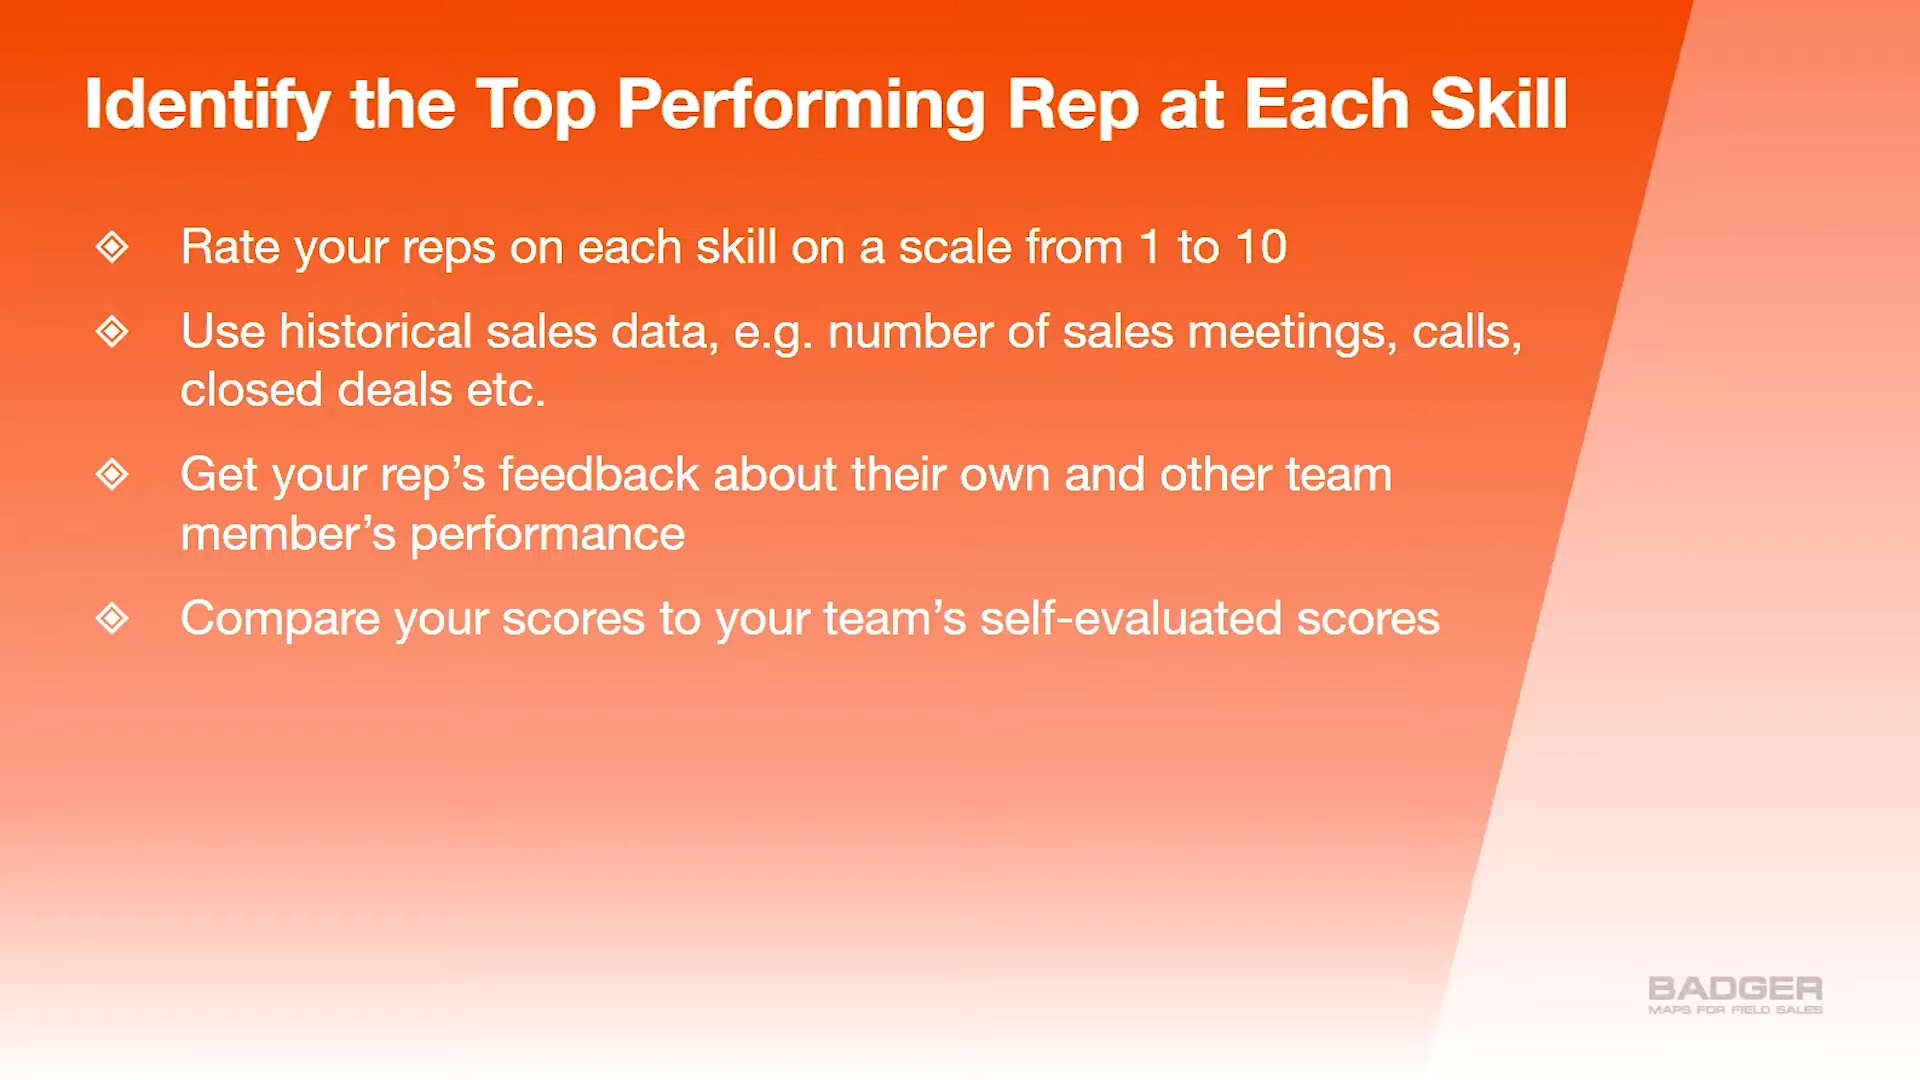 Identify the Top Performing Rep at Each Skill
Rate your reps on each skill on a scale from 1 to 10
Use historical sales data, e.g. number of sales meetings, calls,
closed deals etc.
Get your rep’s feedback about their own and other team
member’s performance
Compare your scores to your team’s self-evaluated scores
BADGER
MAPS FOR FIELD SALES